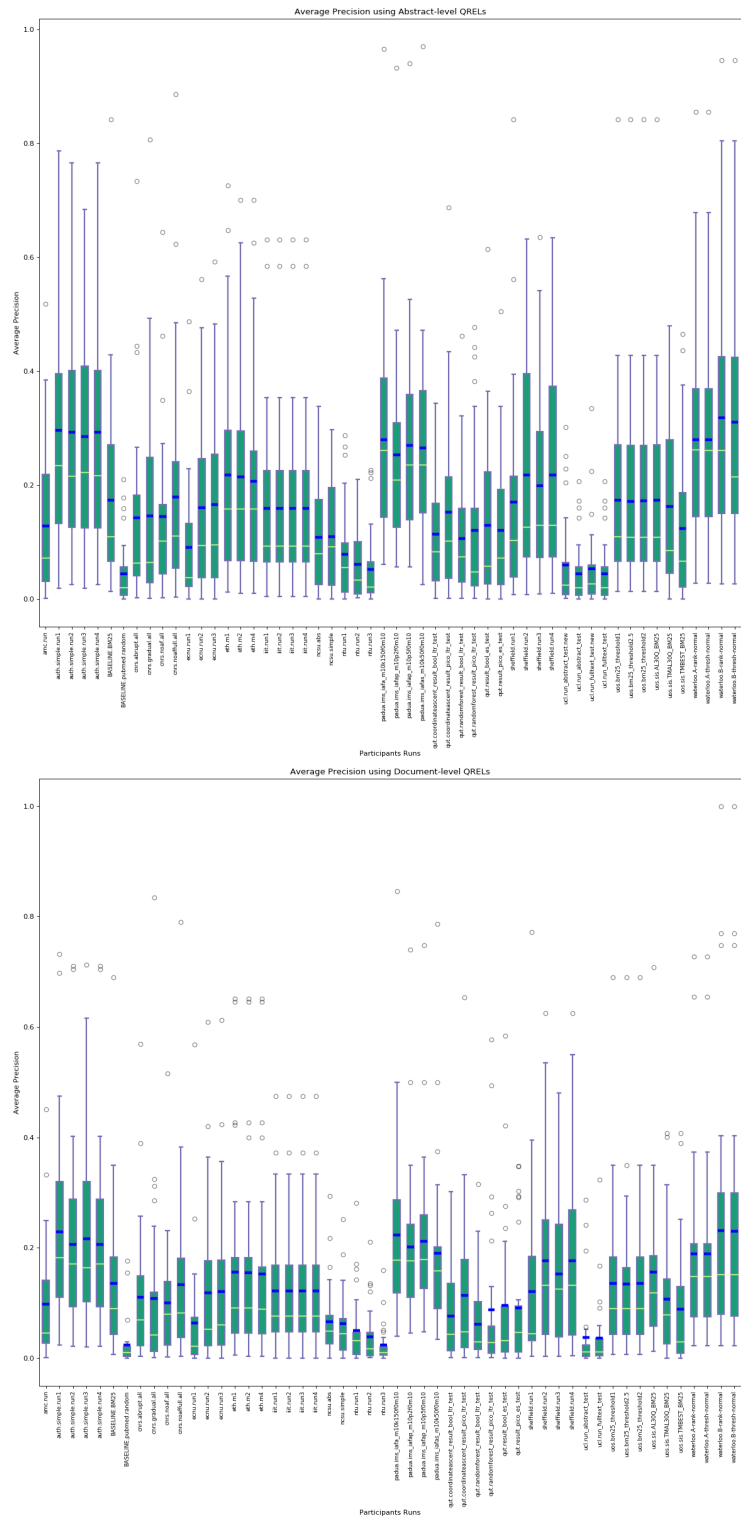 Average Precision using Abstract-level QRELs
1.0
0.8
0.6
0.4
0.2
0.0
Average Precision
amc.run
auth.simple.run1
auth.simple.run2
auth.simple.run3
auth.simple.run4
BASELINE.BM25
BASELINE.pubmed.random
cnrs.abrupt.all
cnrs.gradual.all
cnrs.noaf.all
cnrs.noaffull.all
ecnu.run1
ecnu.run2
ecnu.run3
eth.m1
eth.m2
eth.m4
iiit.run1
iiit.run2
iiit.run3
iiit.run4
ncsu.abs
ncsu.simple
ntu.run1
ntu.run2
ntu.run3
padua.ims_iafa_m10k150f0m10
padua.ims_iafap_m10p2f0m10
padua.ims_iafap_m10p5f0m10
padua.ims_iafas_m10k50f0m10
qut.coordinateascent_result_bool_ltr_test
qut.coordinateascent_result_pico_ltr_test
qut.randomforest_result_bool_ltr_test
qut.randomforest_result_pico_ltr_test
qut.result_bool_es_test
qut.result_pico_es_test
sheffield.run1
sheffield.run2
sheffield.run3
sheffield.run4
ucl.run_abstract_test.new
ucl.run_abstract_test
ucl.run_fulltext_test.new
ucl.run_fulltext_test
uos.bm25_threshold1
uos.bm25_threshold2.5
uos.bm25_threshold2
uos.sis.AL30Q_BM25
uos.sis.TMAL30Q_BM25
uos.sis.TMBEST_BM25
waterloo.A-rank-normal
waterloo.A-thresh-normal
waterloo.B-rank-normal
waterloo.B-thresh-normal
Participants Runs
Average Precision using Document-level QRELs
1.0
0.8
0.6
0.4
0.2
0.0
Average Precision
amc.run
auth.simple.run1
auth.simple.run2
auth.simple.run3
auth.simple.run4
BASELINE.BM25
BASELINE.pubmed.random
cnrs.abrupt.all
cnrs.gradual.all
cnrs.noaf.all
cnrs.noaffull.all
ecnu.run1
ecnu.run2
ecnu.run3
eth.m1
eth.m2
eth.m4
iiit.run1
iiit.run2
iiit.run3
iiit.run4
ncsu.abs
ncsu.simple
ntu.run1
ntu.run2
ntu.run3
padua.ims_iafa_m10k150f0m10
padua.ims_iafap_m10p2f0m10
padua.ims_iafap_m10p5f0m10
padua.ims_iafas_m10k50f0m10
qut.coordinateascent_result_bool_ltr_test
qut.coordinateascent_result_pico_ltr_test
qut.randomforest_result_bool_ltr_test
qut.randomforest_result_pico_ltr_test
qut.result_bool_es_test
qut.result_pico_es_test
sheffield.run1
sheffield.run2
sheffield.run3
sheffield.run4
ucl.run_abstract_test
ucl.run_fulltext_test
uos.bm25_threshold1
uos.bm25_threshold2.5
uos.bm25_threshold2
uos.sis.AL30Q_BM25
uos.sis.TMAL30Q_BM25
uos.sis.TMBEST_BM25
waterloo.A-rank-normal
waterloo.A-thresh-normal
waterloo.B-rank-normal
waterloo.B-thresh-normal
Participants Runs